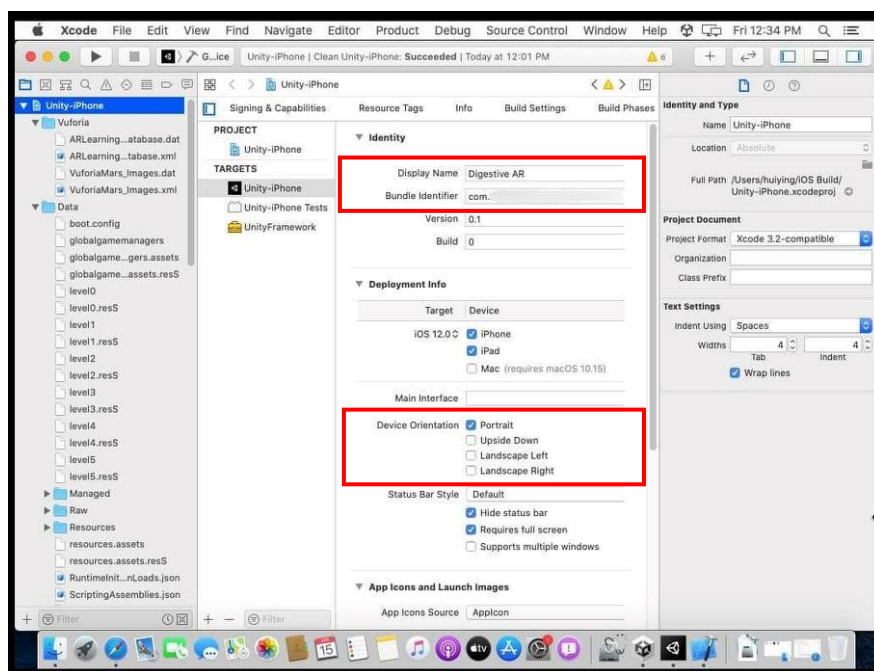 Xcode File Edit View Find Navigate Editor Product Debug Source Control Window Help Fri 12:34 PM
G...ice Unity-iPhone | Clean Unity-iPhone: Succeeded | Today at 12:01 PM 6
Unity-iPhone
Unity-iPhone
Vuforia
ARLearning...atabase.dat
ARLearning...tabase.xml
VuforiaMars_Images.dat
VuforiaMars_Images.xml
Data
boot.config
globalgamemanagers
globalgame...gers.assets
globalgame...assets.resS
level0
level0.resS
level1
level1.resS
level2
level2.resS
level3
level3.resS
level4
level4.resS
level5
level5.resS
Managed
Raw
Resources
resources.assets
resources.assets.resS
RuntimeInit...nLoads.json
ScriptingAssemblies.json
Filter
Signing & Capabilities Resource Tags Info Build Settings Build Phases
PROJECT
Unity-iPhone
TARGETS
Unity-iPhone
Unity-iPhone Tests
UnityFramework
Filter
Identity
Display Name Digestive AR
Bundle Identifier com.
Version 0.1
Build 0
Deployment Info
Target Device
iOS 12.0 iPhone
iPad
Mac (requires macOS 10.15)
Main Interface
Device Orientation Portrait
Upside Down
Landscape Left
Landscape Right
Status Bar Style Default
Hide status bar
Requires full screen
Supports multiple windows
App Icons and Launch Images
App Icons Source AppIcon
Identity and Type
Name Unity-iPhone
Location Absolute
Full Path /Users/huiying/iOS Build/
Unity-iPhone.xcodeproj
Project Document
Project Format Xcode 3.2-compatible
Organization
Class Prefix
Text Settings
Indent Using Spaces
Widths 4 4
Tab Indent
Wrap lines
15
tv